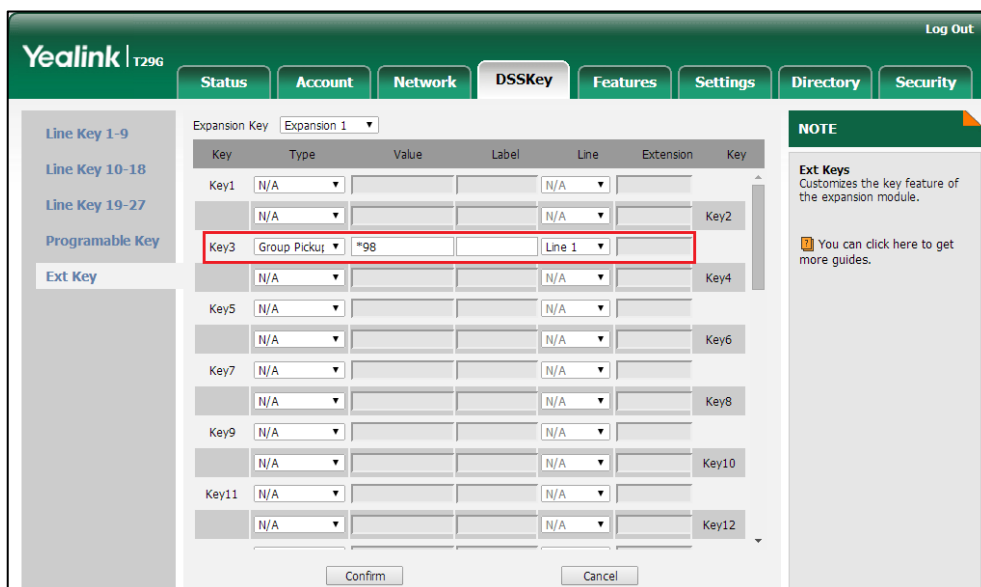 Log Out
Yealink T29G
Status Account Network DSSKey Features Settings Directory Security
Line Key 1-9
Line Key 10-18
Line Key 19-27
Programable Key
Ext Key
Expansion Key Expansion 1
Key Type Value Label Line Extension Key
Key1 N/A N/A
N/A N/A Key2
Key3 Group Picku *98 Line 1
N/A N/A Key4
Key5 N/A N/A
N/A N/A Key6
Key7 N/A N/A
N/A N/A Key8
Key9 N/A N/A
N/A N/A Key10
Key11 N/A N/A
N/A N/A Key12
Confirm Cancel
NOTE
Ext Keys
Customizes the key feature of
the expansion module.
You can click here to get
more guides.